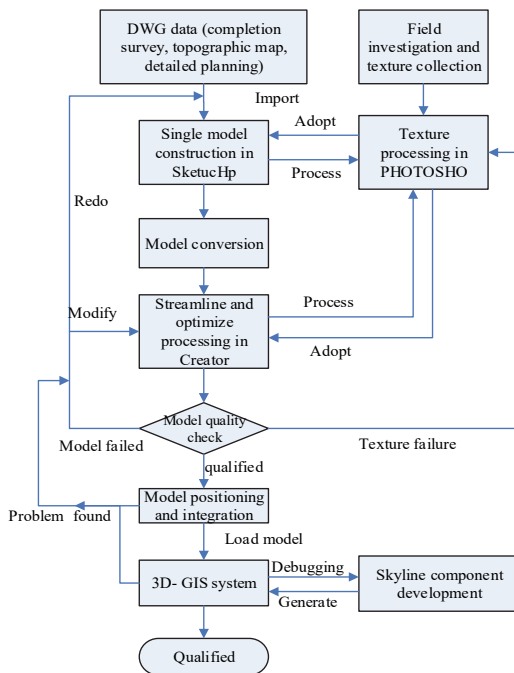 DWG data (completion
survey, topographic map,
detailed planning)
Field
investigation and
texture collection
Import
Adopt
Single model
construction in
SketucHp
Texture
processing in
PHOTOSHO
Process
Redo
Model conversion
Modify
Streamline and
optimize processing in
Creator
Process
Adopt
Model quality
check
Model failed
Texture failure
qualified
Model positioning
and integration
Problem found
Load model
3D- GIS system
Debugging
Generate
Skyline component
development
Qualified